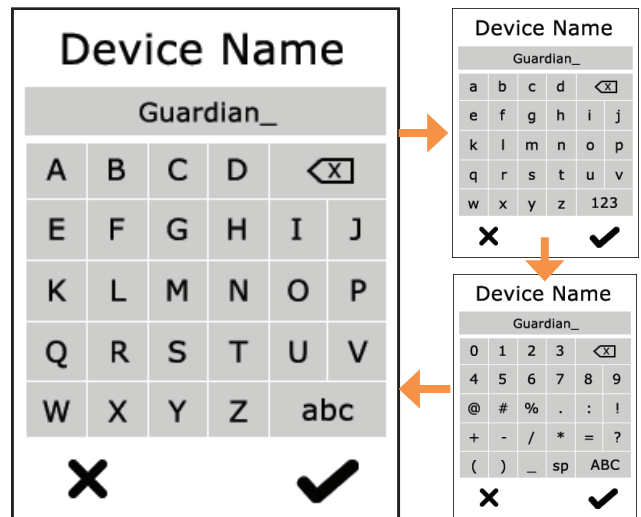 Device Name
Guardian_
A B C D X
E F G H I J
K L M N O P
Q R S T U V
W X Y Z abc
Device Name
Guardian_
a b c d X
e f g h i j
k l m n o p
q r s t u v
w x y z 123
Device Name
Guardian_
0 1 2 3 X
4 5 6 7 8 9
@ # % . : !
+ - / * = ?
( ) _ sp ABC